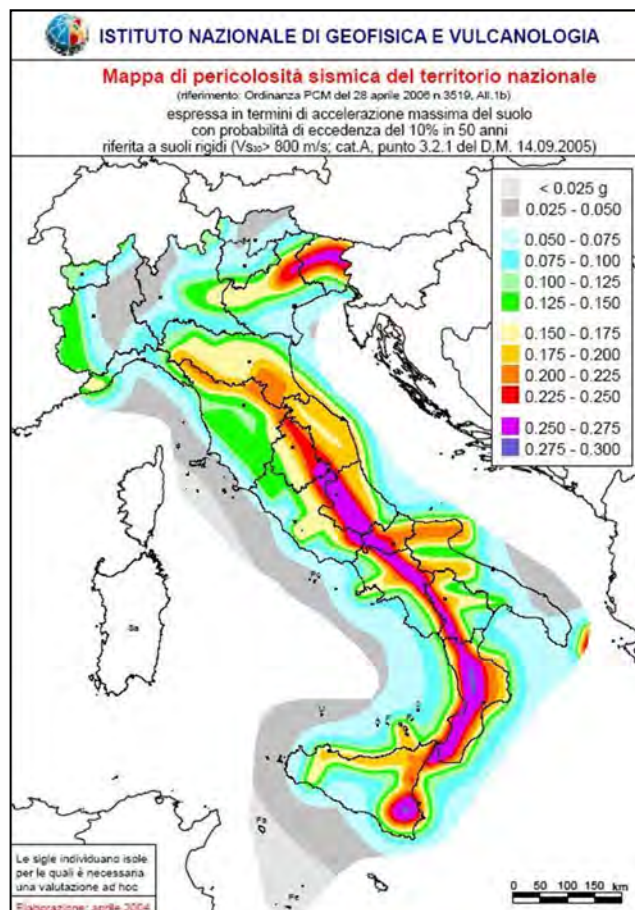 ISTITUTO NAZIONALE DI GEOFISICA E VULCANOLOGIA
Mappa di pericolosità sismica del territorio nazionale
(riferimento: Ordinanza PCM del 28 aprile 2006 n.3519, All.1b)
espressa in termini di accelerazione massima del suolo
con probabilità di eccedenza del 10% in 50 anni
riferita a suoli rigidi (Vs30> 800 m/s; cat.A, punto 3.2.1 del D.M. 14.09.2005)
< 0.025 g
0.025 - 0.050
0.050 - 0.075
0.075 - 0.100
0.100 - 0.125
0.125 - 0.150
0.150 - 0.175
0.175 - 0.200
0.200 - 0.225
0.225 - 0.250
0.250 - 0.275
0.275 - 0.300
Sa
U
Pa
Pe
Le sigle individuano isole
per le quali è necessaria
una valutazione ad hoc
Elaborazione: aprile 2004
0 50 100 150 km